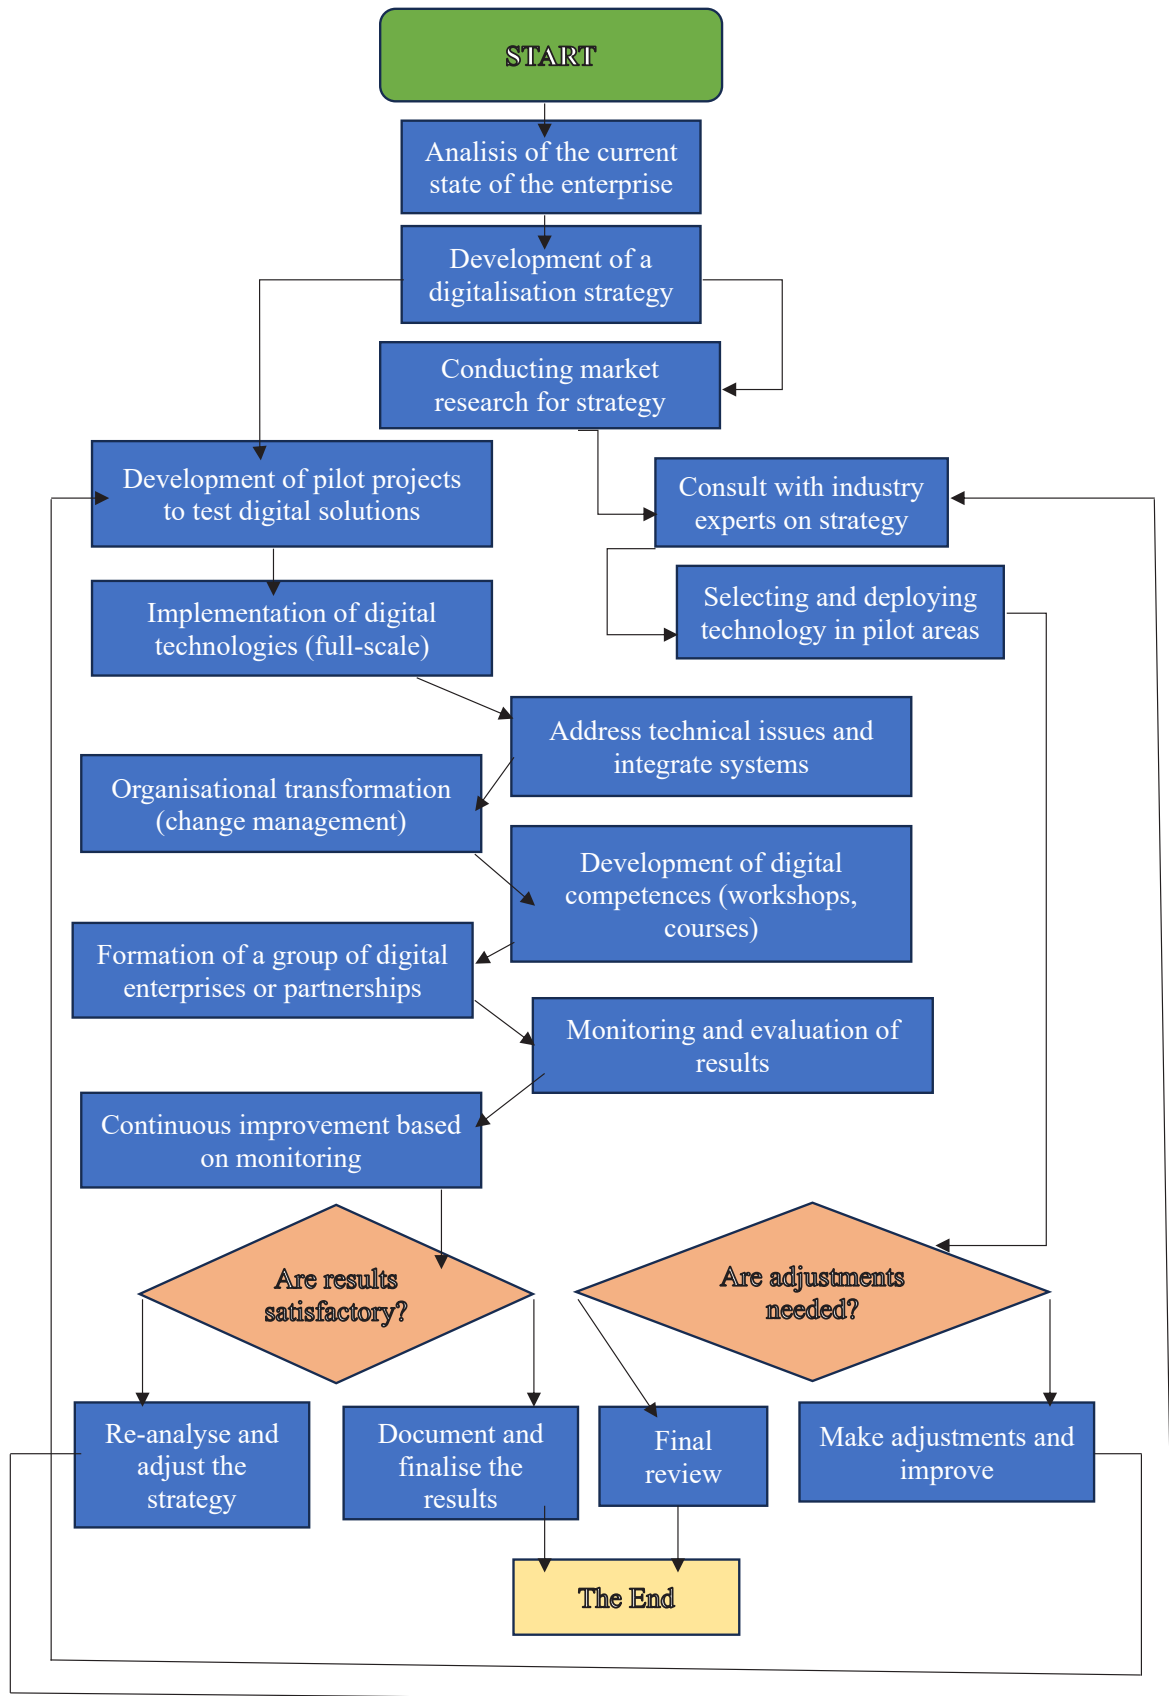 START
Analisis of the current
state of the enterprise
Development of a
digitalisation strategy
Conducting market
research for strategy
Development of pilot projects
to test digital solutions
Consult with industry
experts on strategy
Implementation of digital
technologies (full-scale)
Selecting and deploying
technology in pilot areas
Address technical issues and
integrate systems
Organisational transformation
(change management)
Development of digital
competences (workshops,
courses)
Formation of a group of digital
enterprises or partnerships
Monitoring and evaluation of
results
Continuous improvement based
on monitoring
Are results
satisfactory?
Are adjustments
needed?
Re-analyse and
adjust the
strategy
Document and
finalise the
results
Final
review
Make adjustments and
improve
The End